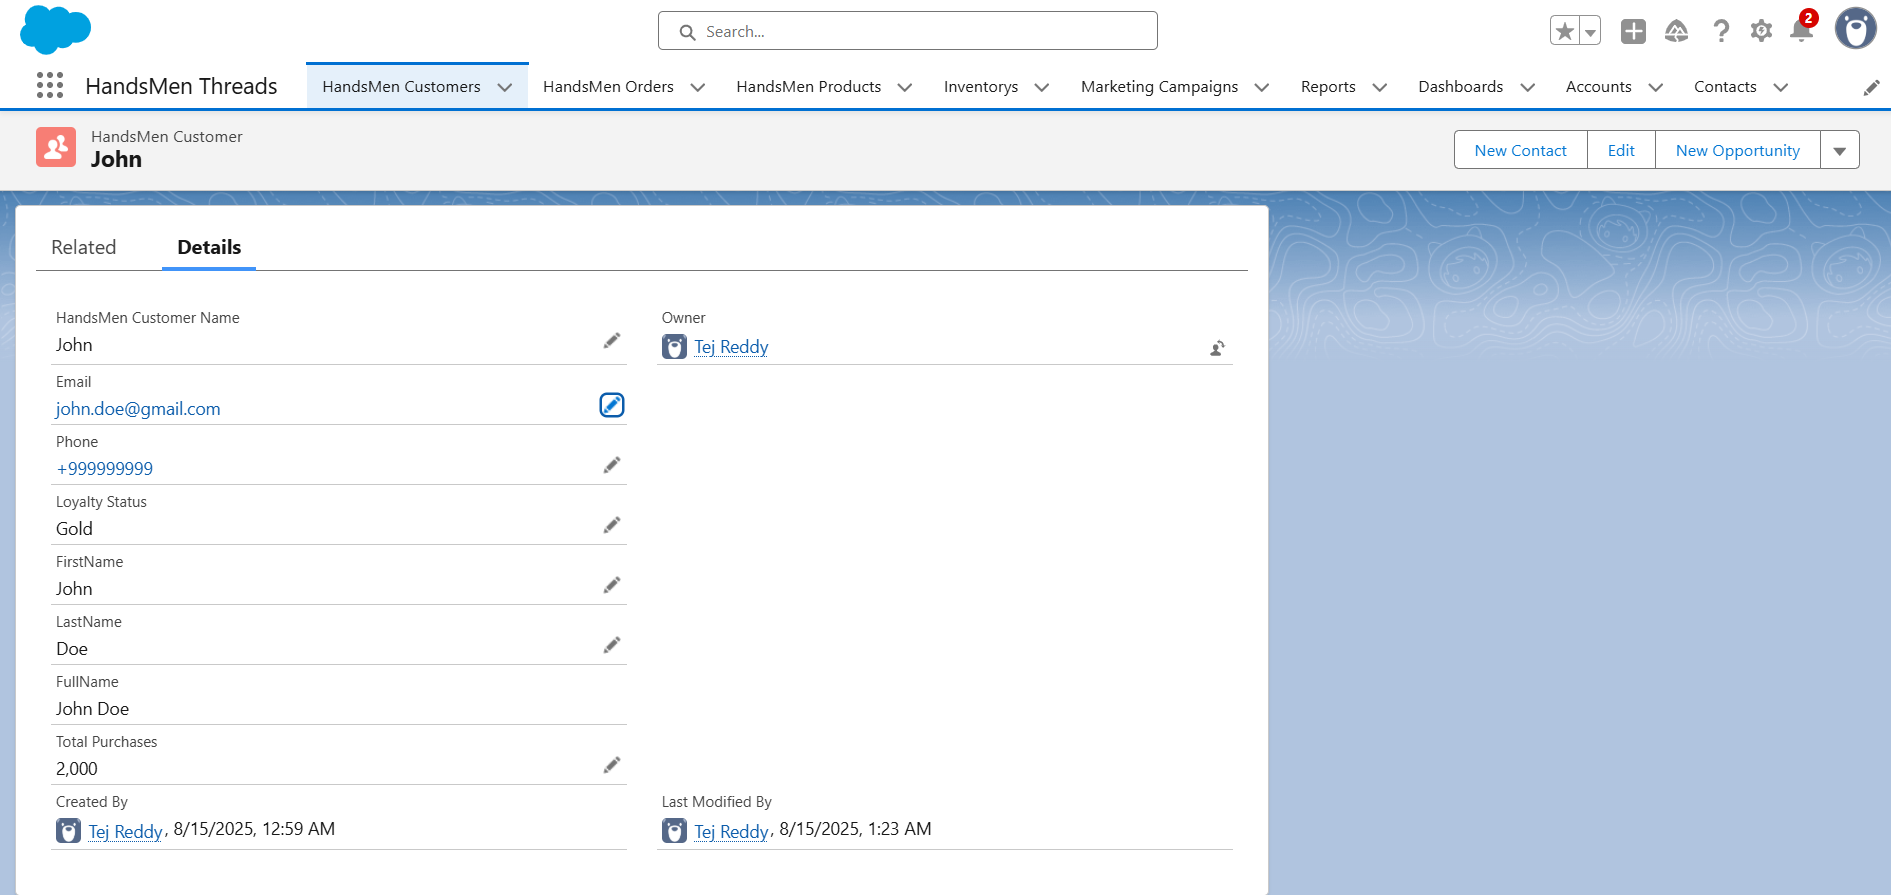 Search...
2
HandsMen Threads
HandsMen Customers
HandsMen Orders
HandsMen Products
Inventorys
Marketing Campaigns
Reports
Dashboards
Accounts
Contacts
HandsMen Customer
John
New Contact
Edit
New Opportunity
Related
Details
HandsMen Customer Name
John
Owner
Tej Reddy
Email
john.doe@gmail.com
Phone
+999999999
Loyalty Status
Gold
FirstName
John
LastName
Doe
FullName
John Doe
Total Purchases
2,000
Created By
Tej Reddy, 8/15/2025, 12:59 AM
Last Modified By
Tej Reddy, 8/15/2025, 1:23 AM